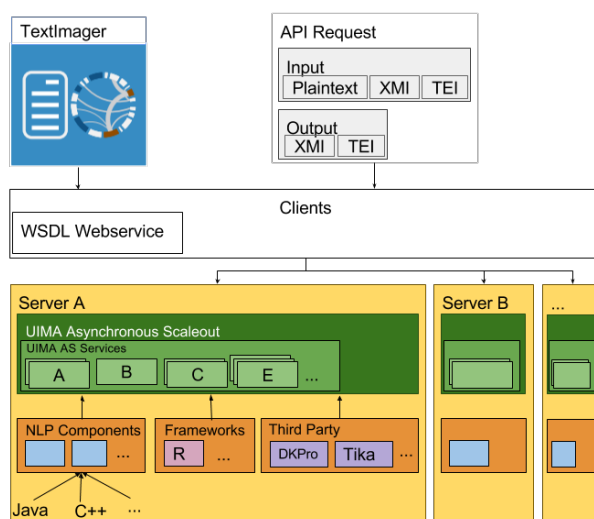 TextImager
API Request
Input
Plaintext XMI TEI
Output
XMI TEI
Clients
WSDL Webservice
Server A
UIMA Asynchronous Scaleout
UIMA AS Services
A B C E ...
NLP Components
...
Frameworks
R ...
Third Party
DKPro Tika ...
Java C++ ...
Server B
...